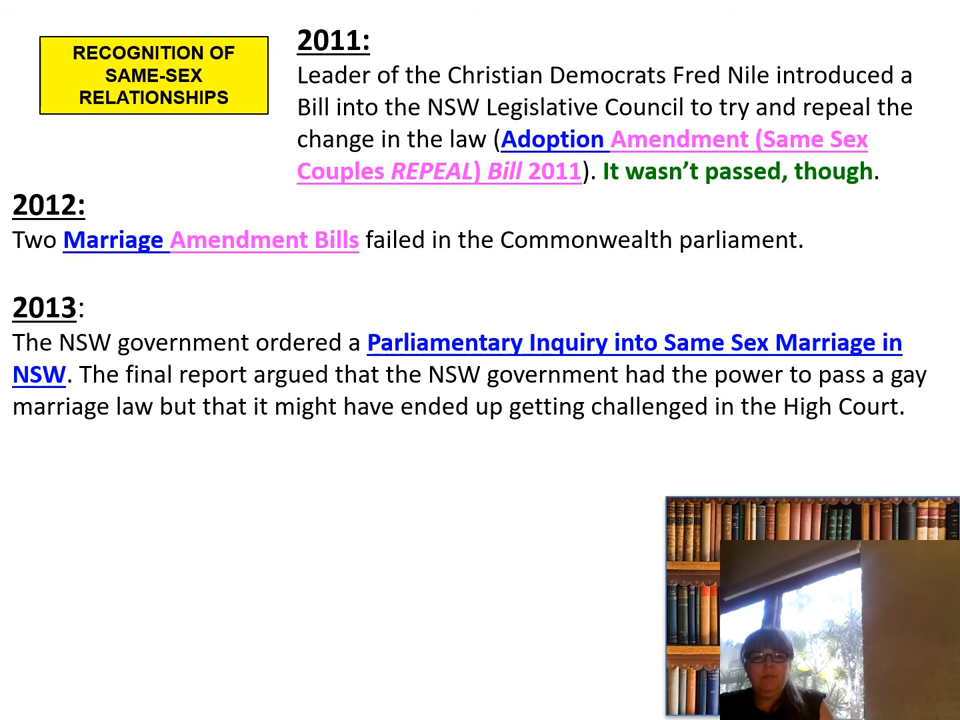 RECOGNITION OF
SAME-SEX
RELATIONSHIPS
2011:
Leader of the Christian Democrats Fred Nile introduced a
Bill into the NSW Legislative Council to try and repeal the
change in the law (Adoption Amendment (Same Sex
Couples REPEAL) Bill 2011). It wasn’t passed, though.
2012:
Two Marriage Amendment Bills failed in the Commonwealth parliament.
2013:
The NSW government ordered a Parliamentary Inquiry into Same Sex Marriage in
NSW. The final report argued that the NSW government had the power to pass a gay
marriage law but that it might have ended up getting challenged in the High Court.